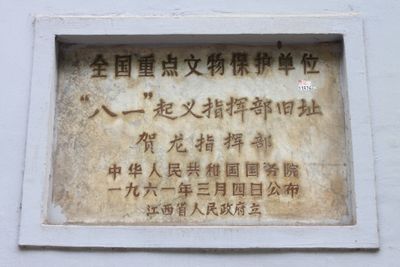 全国重点文物保护单位
“八一”起义指挥部旧址
贺龙指挥部
中华人民共和国国务院
一九六一年三月四日公布
江西省人民政府立